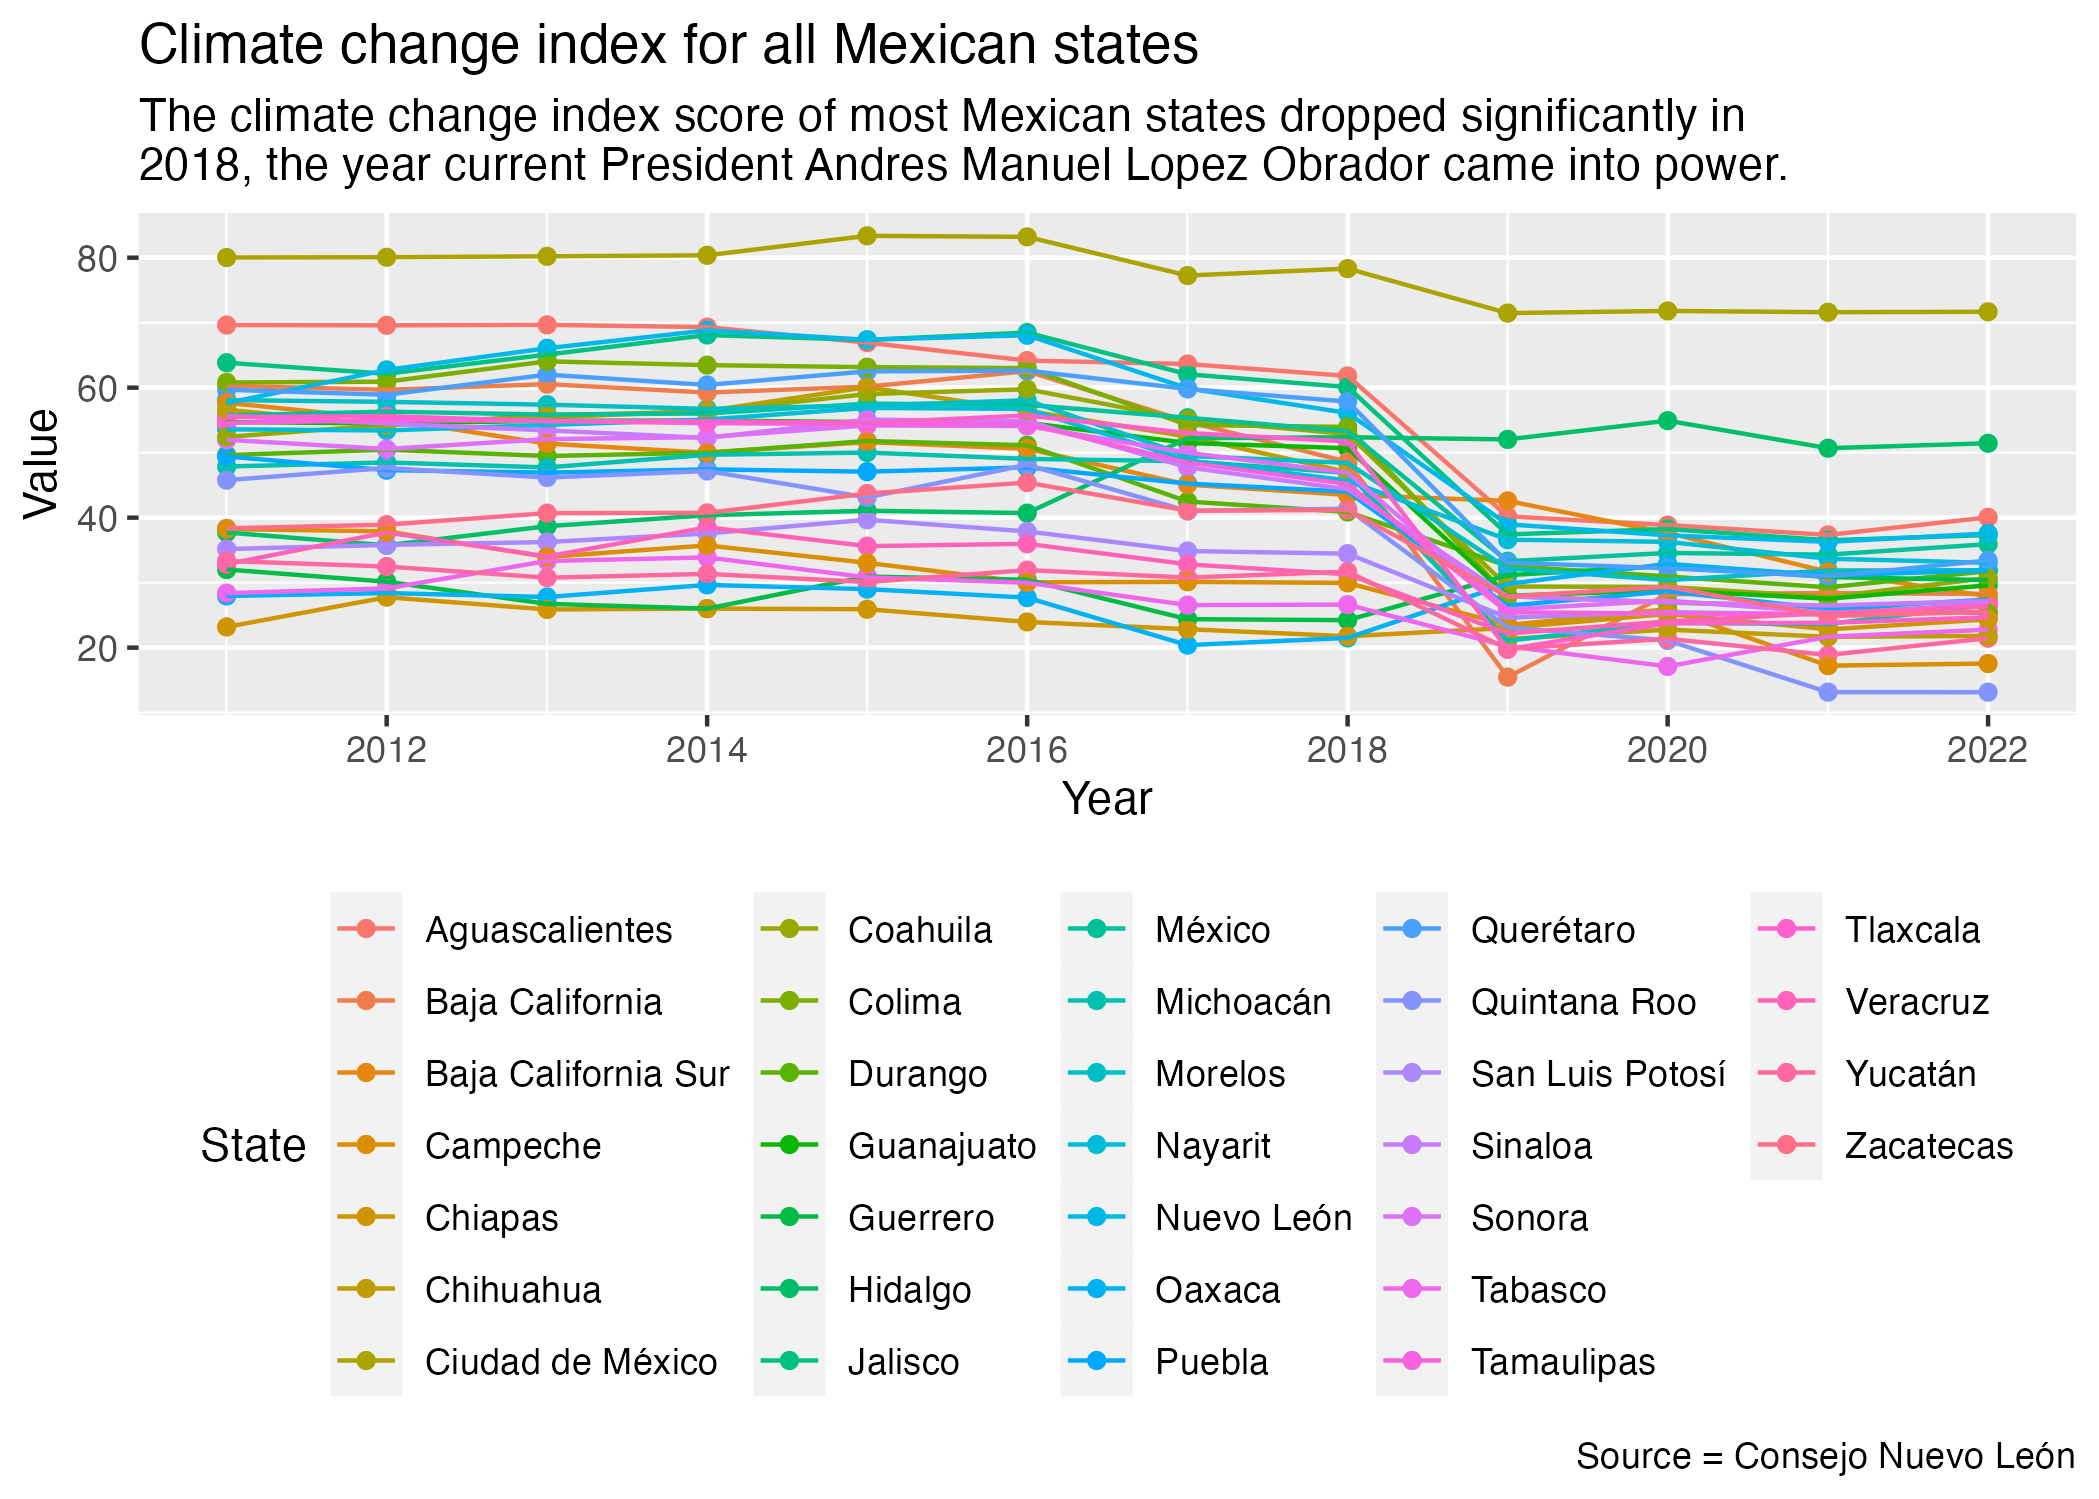 Climate change index for all Mexican states
The climate change index score of most Mexican states dropped significantly in
2018, the year current President Andres Manuel Lopez Obrador came into power.
80
60
40
20
Value
2012 2014 2016 2018 2020 2022
Year
State
Aguascalientes
Baja California
Baja California Sur
Campeche
Chiapas
Chihuahua
Ciudad de México
Coahuila
Colima
Durango
Guanajuato
Guerrero
Hidalgo
Jalisco
México
Michoacán
Morelos
Nayarit
Nuevo León
Oaxaca
Puebla
Querétaro
Quintana Roo
San Luis Potosí
Sinaloa
Sonora
Tabasco
Tamaulipas
Tlaxcala
Veracruz
Yucatán
Zacatecas
Source = Consejo Nuevo León